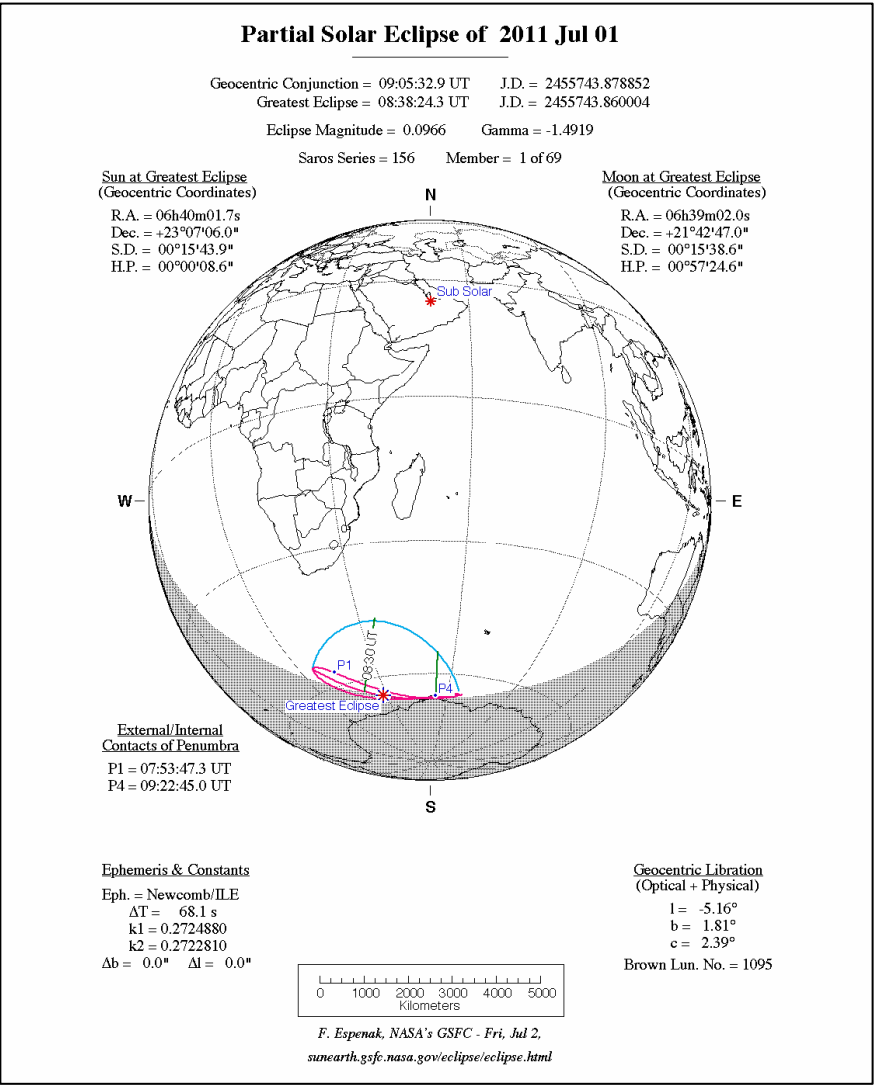 Partial Solar Eclipse of 2011 Jul 01
Geocentric Conjunction = 09:05:32.9 UT J.D. = 2455743.878852
Greatest Eclipse = 08:38:24.3 UT J.D. = 2455743.860004
Eclipse Magnitude = 0.0966 Gamma = -1.4919
Saros Series = 156 Member = 1 of 69
Sun at Greatest Eclipse
(Geocentric Coordinates)
R.A. = 06h40m01.7s
Dec. = +23°07'06.0"
S.D. = 00°15'43.9"
H.P. = 00°00'08.6"
Moon at Greatest Eclipse
(Geocentric Coordinates)
R.A. = 06h39m02.0s
Dec. = +21°42'47.0"
S.D. = 00°15'38.6"
H.P. = 00°57'24.6"
N
Sub Solar
W
E
08:30 UT
P1
P4
Greatest Eclipse
S
External/Internal
Contacts of Penumbra
P1 = 07:53:47.3 UT
P4 = 09:22:45.0 UT
Ephemeris & Constants
Eph. = Newcomb/ILE
ΔT = 68.1 s
k1 = 0.2724880
k2 = 0.2722810
Δb = 0.0" Δl = 0.0"
Geocentric Libration
(Optical + Physical)
l = -5.16°
b = 1.81°
c = 2.39°
Brown Lun. No. = 1095
0 1000 2000 3000 4000 5000
Kilometers
F. Espenak, NASA's GSFC - Fri, Jul 2,
sunearth.gsfc.nasa.gov/eclipse/eclipse.html